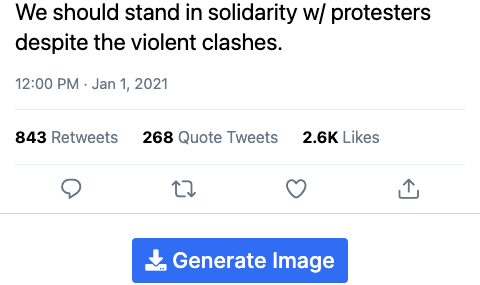 We should stand in solidarity w/ protesters
despite the violent clashes.
12:00 PM · Jan 1, 2021
843 Retweets 268 Quote Tweets 2.6K Likes
Generate Image